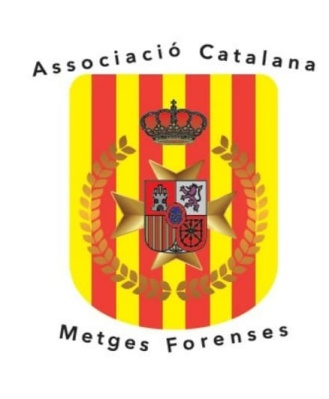 Associació Catalana
Metges Forenses